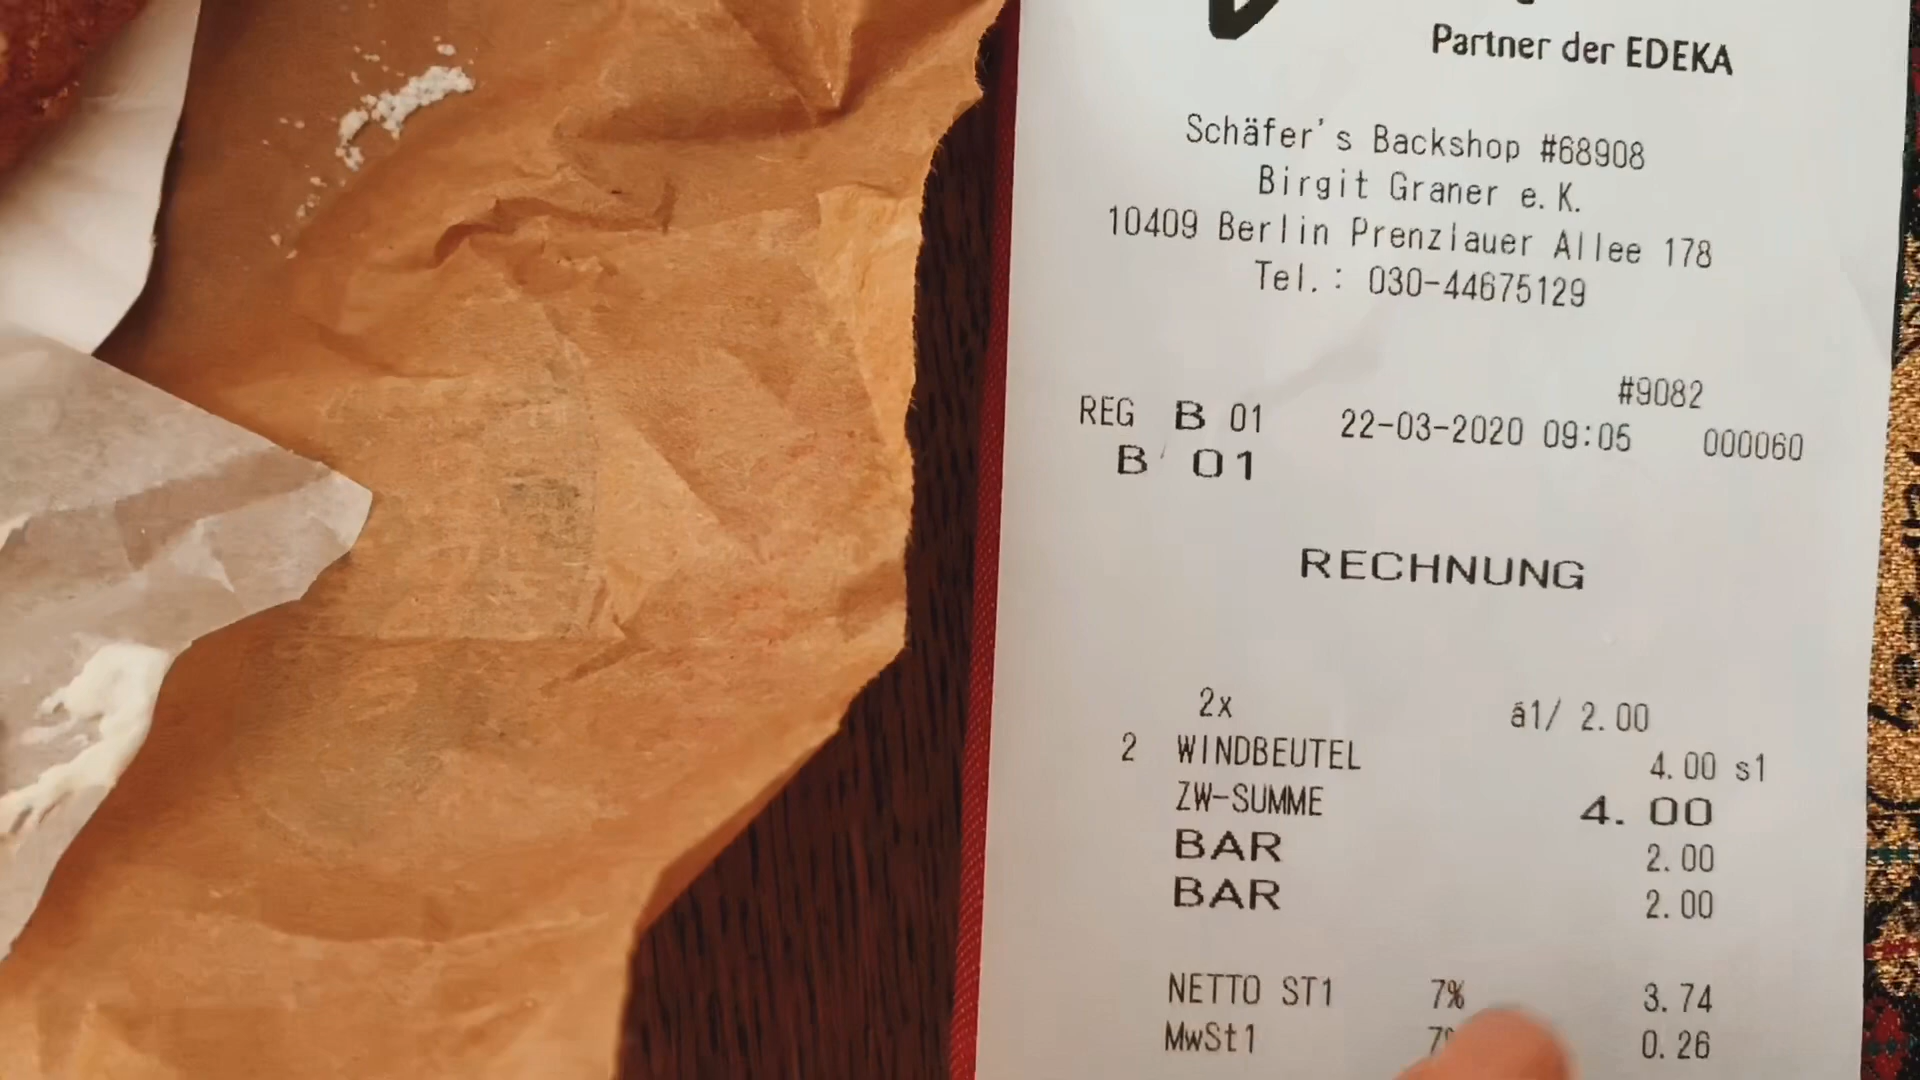 Partner der EDEKA
Schäfer's Backshop #68908
Birgit Graner e.K.
10409 Berlin Prenzlauer Allee 178
Tel.: 030-44675129
#9082
REG B 01 22-03-2020 09:05 000060
B 01
RECHNUNG
2x á1/ 2.00
2 WINDBEUTEL 4.00 s1
ZW-SUMME 4.00
BAR 2.00
BAR 2.00
NETTO ST1 7% 3.74
MwSt1 0.26